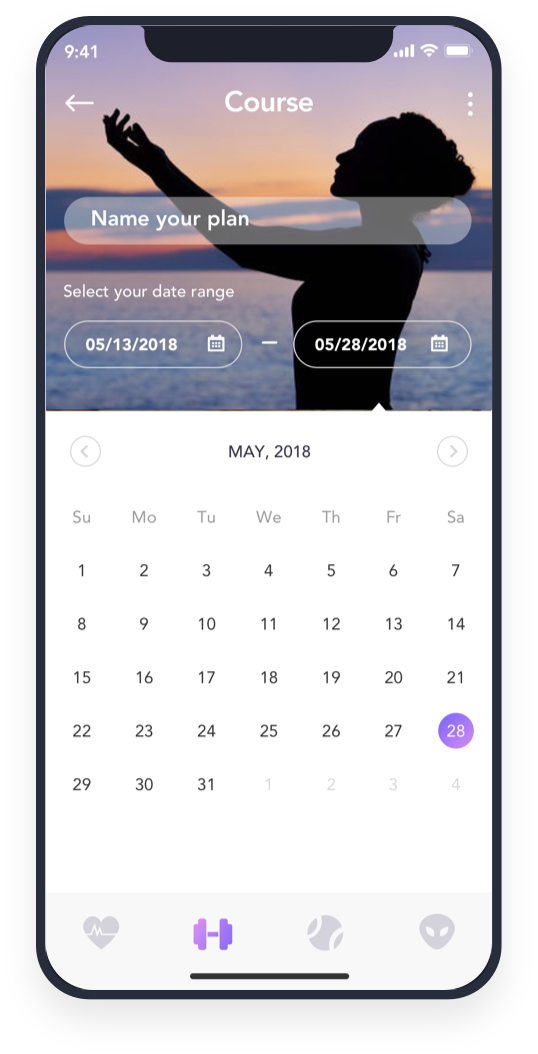 9:41
Course
Name your plan
Select your date range
05/13/2018 – 05/28/2018
MAY, 2018
Su Mo Tu We Th Fr Sa
1 2 3 4 5 6 7
8 9 10 11 12 13 14
15 16 17 18 19 20 21
22 23 24 25 26 27 28
29 30 31 1 2 3 4